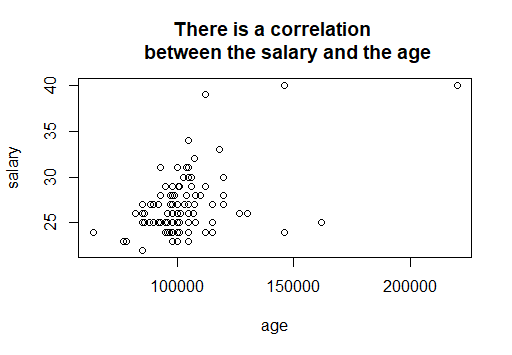 There is a correlation
between the salary and the age
salary
40
35
30
25
100000
150000
200000
age